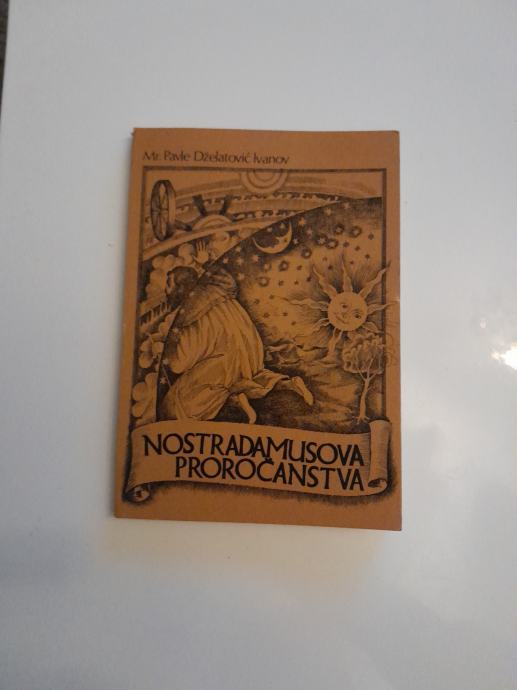 Mr. Pavle Dželatović Ivanov
NOSTRADAMUSOVA
PROROČANSTVA